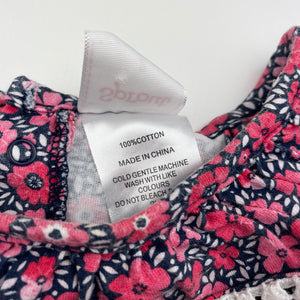 Sprout
100%COTTON
MADE IN CHINA
COLD GENTLE MACHINE
WASH WITH LIKE
COLOURS
DO NOT BLEACH